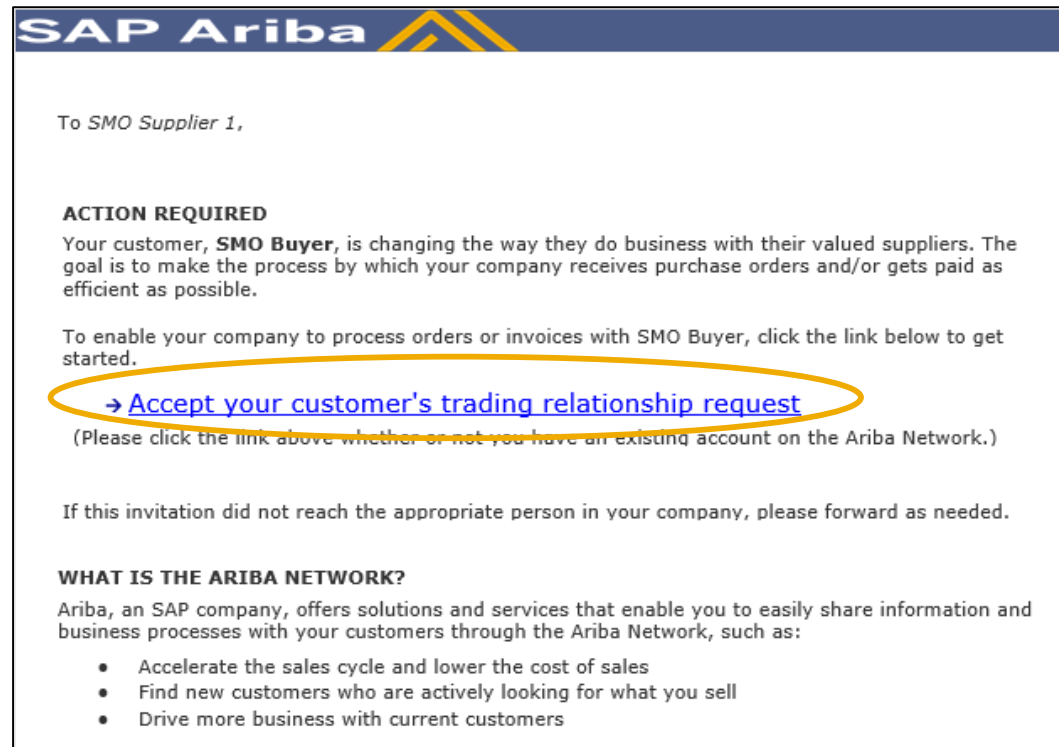 SAP Ariba
To SMO Supplier 1,
ACTION REQUIRED
Your customer, SMO Buyer, is changing the way they do business with their valued suppliers. The
goal is to make the process by which your company receives purchase orders and/or gets paid as
efficient as possible.
To enable your company to process orders or invoices with SMO Buyer, click the link below to get
started.
→ Accept your customer's trading relationship request
(Please click the link above whether or not you have an existing account on the Ariba Network.)
If this invitation did not reach the appropriate person in your company, please forward as needed.
WHAT IS THE ARIBA NETWORK?
Ariba, an SAP company, offers solutions and services that enable you to easily share information and
business processes with your customers through the Ariba Network, such as:
• Accelerate the sales cycle and lower the cost of sales
• Find new customers who are actively looking for what you sell
• Drive more business with current customers